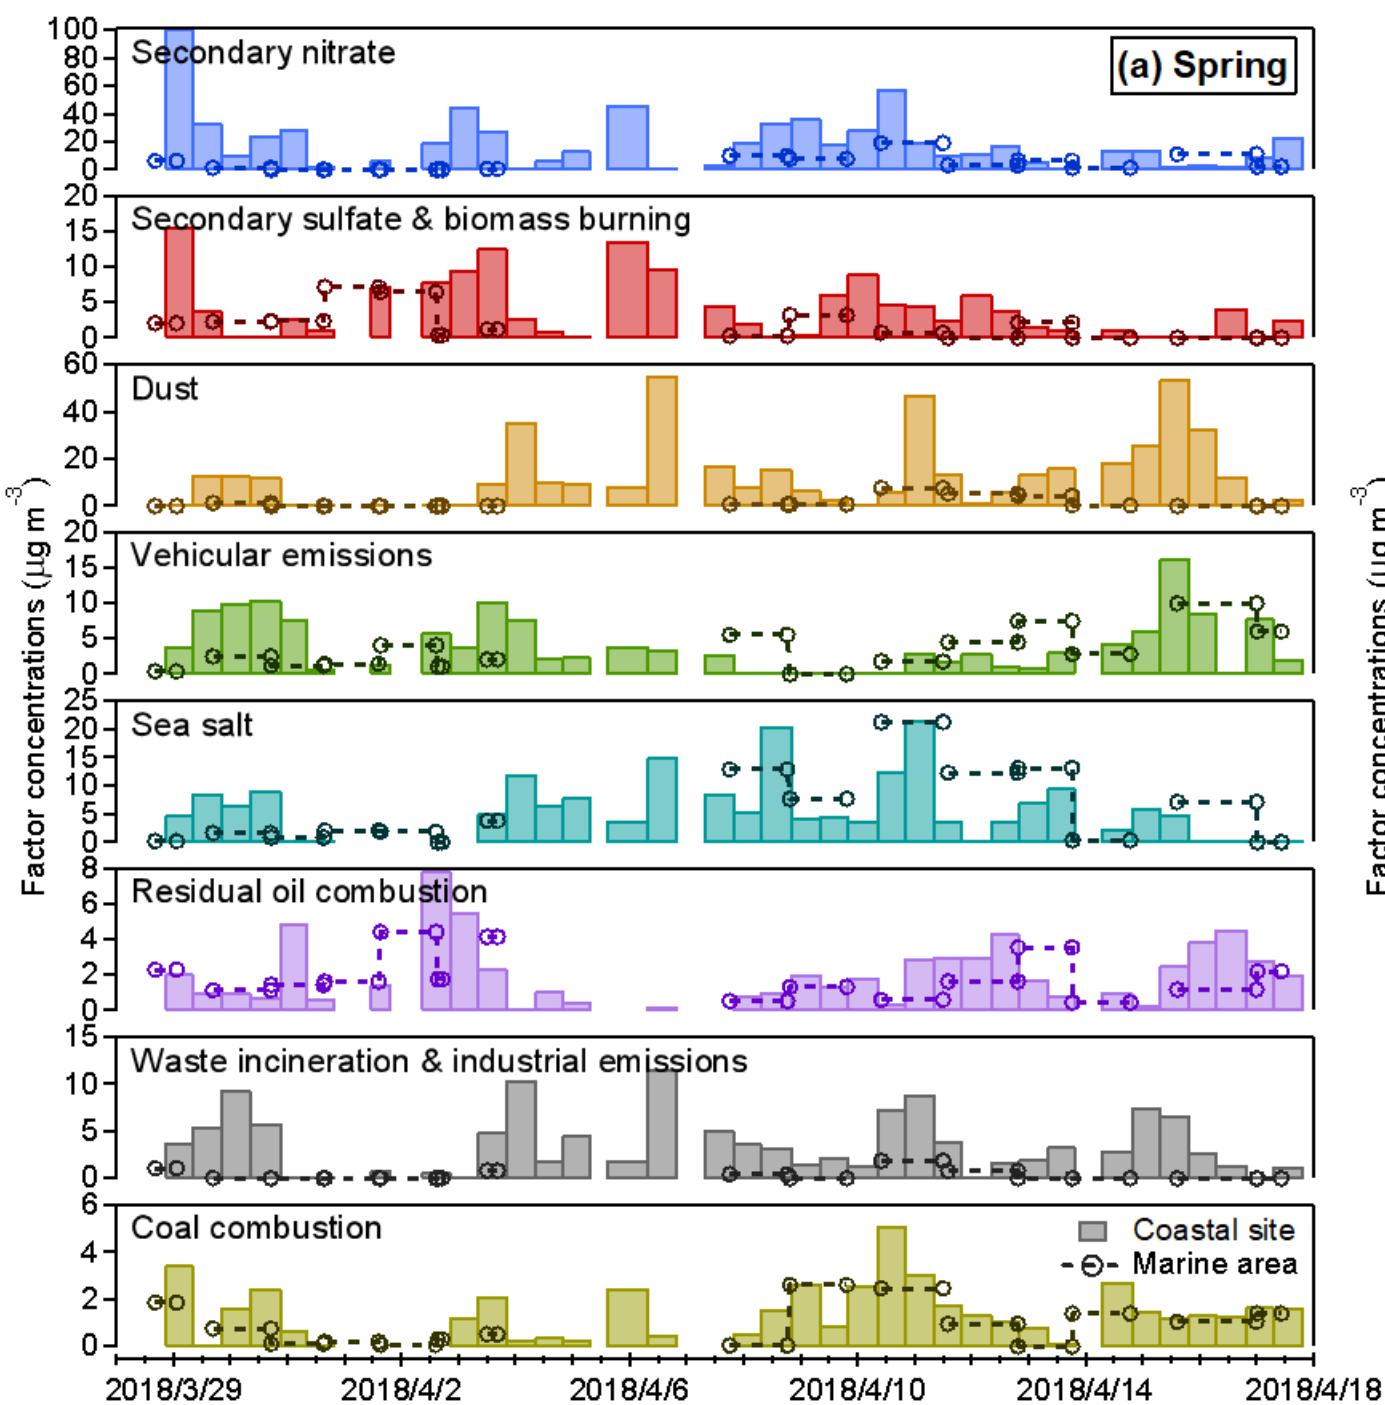 (a) Spring
Factor concentrations (μg m⁻³)
100
80
60
40
20
0
Secondary nitrate
20
15
10
5
0
Secondary sulfate & biomass burning
60
40
20
0
Dust
20
15
10
5
0
Vehicular emissions
25
20
15
10
5
0
Sea salt
8
6
4
2
0
Residual oil combustion
15
10
5
0
Waste incineration & industrial emissions
6
4
2
0
Coal combustion
Coastal site
Marine area
2018/3/29 2018/4/2 2018/4/6 2018/4/10 2018/4/14 2018/4/18
Factor concentrations (μg m⁻³)